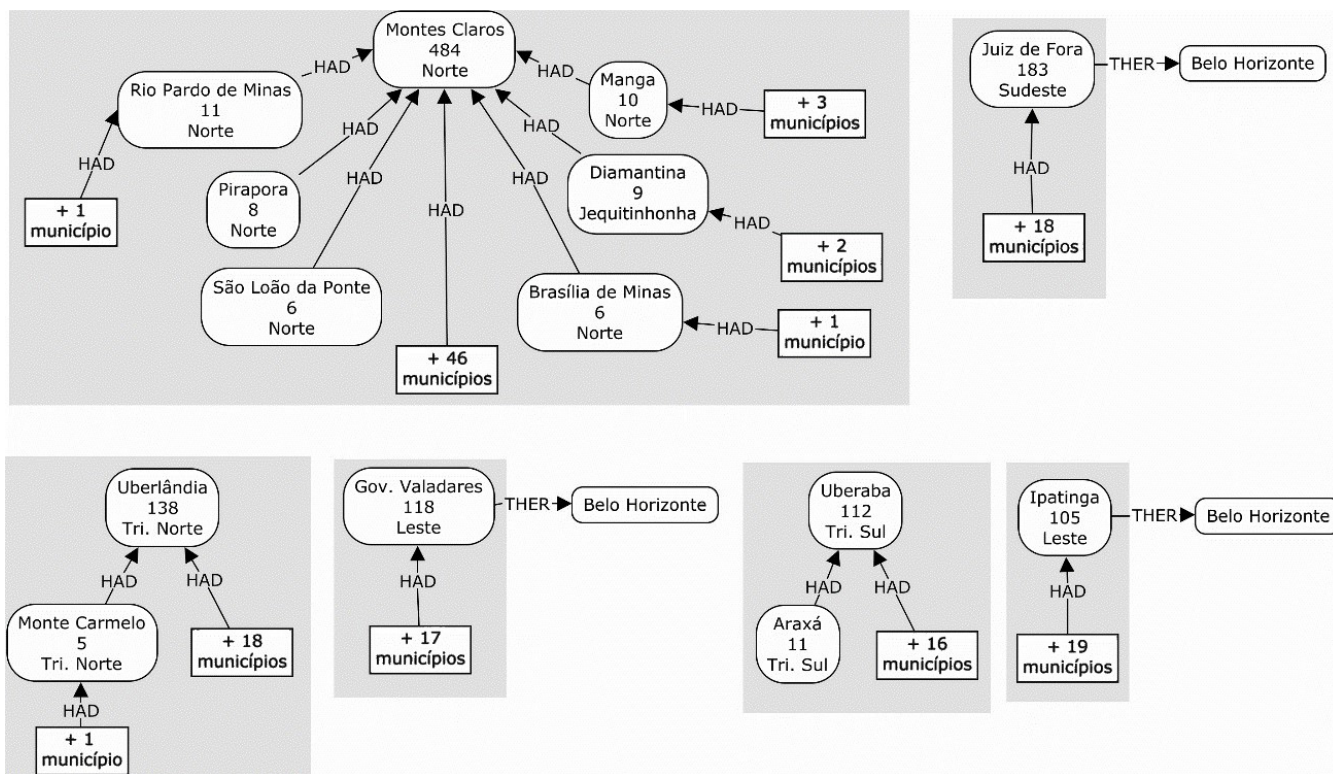 Montes Claros
484
Norte
HAD
Rio Pardo de Minas
11
Norte
HAD
+ 1
município
HAD
Pirapora
8
Norte
HAD
São Loão da Ponte
6
Norte
HAD
+ 46
municípios
HAD
Brasília de Minas
6
Norte
HAD
+ 1
município
HAD
Diamantina
9
Jequitinhonha
HAD
+ 2
municípios
HAD
Manga
10
Norte
HAD
+ 3
municípios
Juiz de Fora
183
Sudeste
THER
Belo Horizonte
HAD
+ 18
municípios
Uberlândia
138
Tri. Norte
HAD
HAD
Monte Carmelo
5
Tri. Norte
+ 18
municípios
HAD
+ 1
município
Gov. Valadares
118
Leste
THER
Belo Horizonte
HAD
+ 17
municípios
Uberaba
112
Tri. Sul
HAD
HAD
Araxá
11
Tri. Sul
+ 16
municípios
Ipatinga
105
Leste
THER
Belo Horizonte
HAD
+ 19
municípios